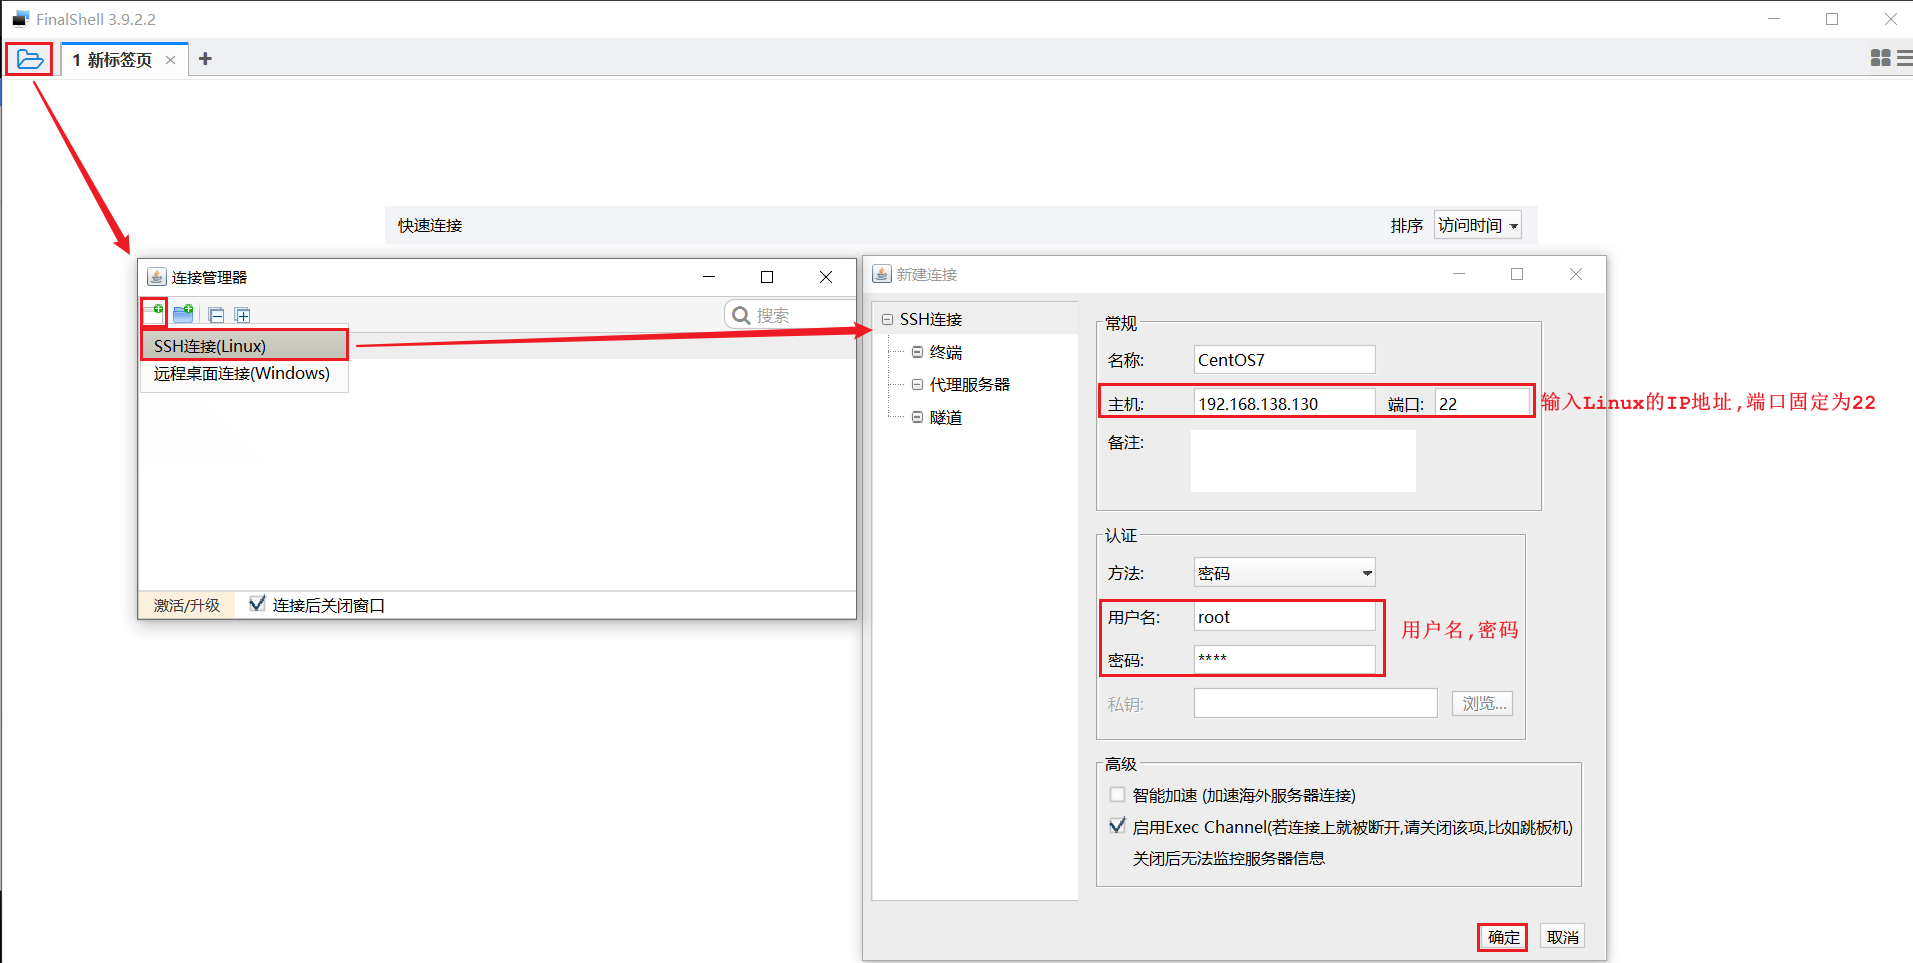 FinalShell 3.9.2.2
1 新标签页
快速连接
排序 访问时间
连接管理器
搜索
SSH连接(Linux)
远程桌面连接(Windows)
激活/升级 连接后关闭窗口
新建连接
SSH连接
终端
代理服务器
隧道
常规
名称: CentOS7
主机: 192.168.138.130 端口: 22
输入Linux的IP地址,端口固定为22
备注:
认证
方法: 密码
用户名: root
密码: ****
用户名,密码
私钥: 浏览...
高级
智能加速 (加速海外服务器连接)
启用Exec Channel(若连接上就被断开,请关闭该项,比如跳板机)
关闭后无法监控服务器信息
确定 取消